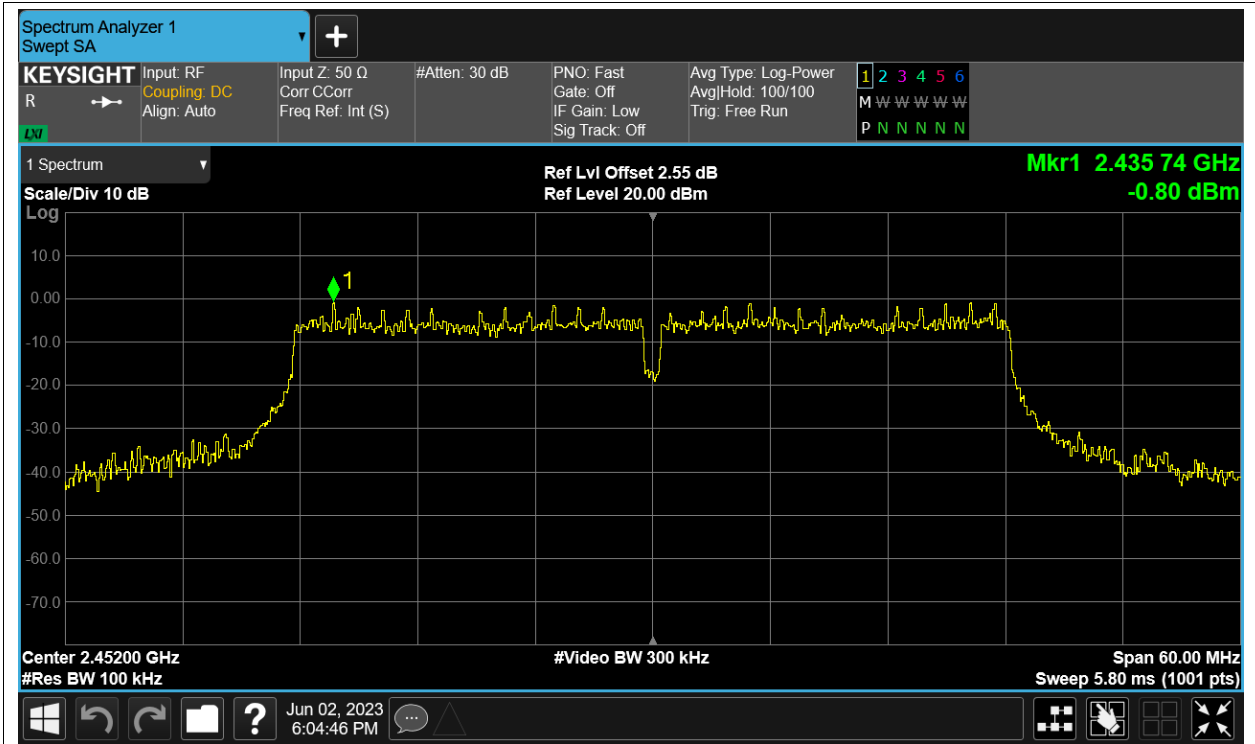 Spectrum Analyzer 1
Swept SA
KEYSIGHT
R
LXI
Input: RF
Coupling: DC
Align: Auto
Input Z: 50 Ω
Corr CCorr
Freq Ref: Int (S)
#Atten: 30 dB
PNO: Fast
Gate: Off
IF Gain: Low
Sig Track: Off
Avg Type: Log-Power
Avg|Hold: 100/100
Trig: Free Run
1 2 3 4 5 6
M W W W W W
P N N N N N
1 Spectrum
Scale/Div 10 dB
Log
Ref Lvl Offset 2.55 dB
Ref Level 20.00 dBm
Mkr1 2.435 74 GHz
-0.80 dBm
1
10.0
0.00
-10.0
-20.0
-30.0
-40.0
-50.0
-60.0
-70.0
Center 2.45200 GHz
#Res BW 100 kHz
#Video BW 300 kHz
Span 60.00 MHz
Sweep 5.80 ms (1001 pts)
?
Jun 02, 2023
6:04:46 PM